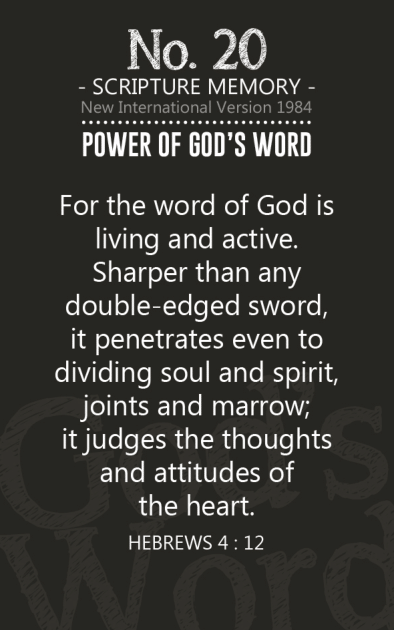 No. 20
- SCRIPTURE MEMORY -
New International Version 1984
POWER OF GOD'S WORD
For the word of God is
living and active.
Sharper than any
double-edged sword,
it penetrates even to
dividing soul and spirit,
joints and marrow;
it judges the thoughts
and attitudes of
the heart.
HEBREWS 4 : 12
God's
Word